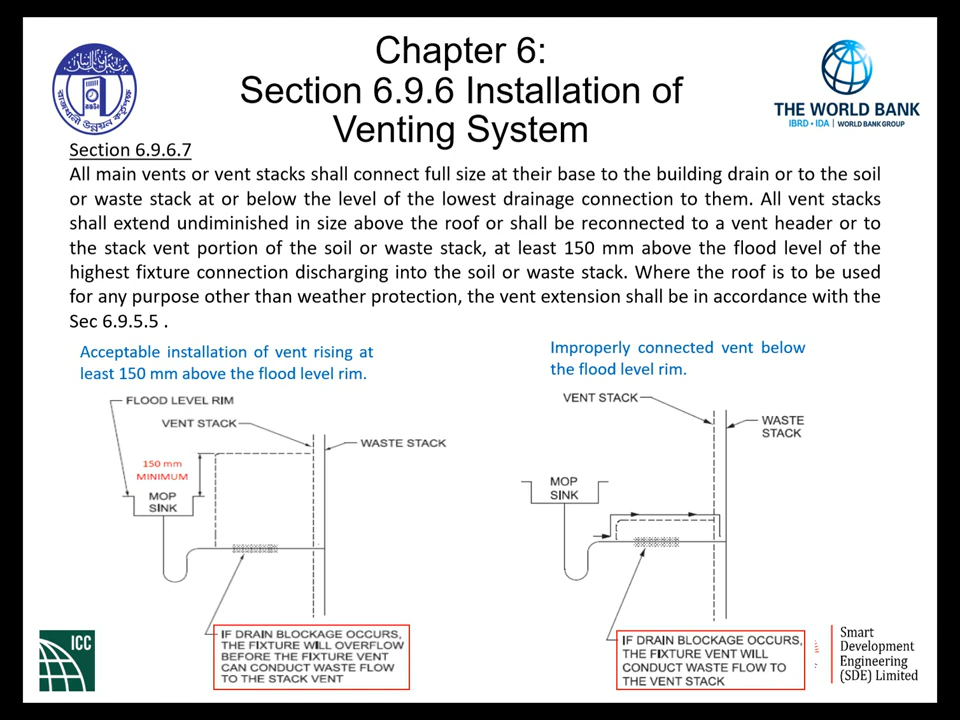 Chapter 6:
Section 6.9.6 Installation of
Venting System
THE WORLD BANK
IBRD • IDA | WORLD BANK GROUP
Section 6.9.6.7
All main vents or vent stacks shall connect full size at their base to the building drain or to the soil
or waste stack at or below the level of the lowest drainage connection to them. All vent stacks
shall extend undiminished in size above the roof or shall be reconnected to a vent header or to
the stack vent portion of the soil or waste stack, at least 150 mm above the flood level of the
highest fixture connection discharging into the soil or waste stack. Where the roof is to be used
for any purpose other than weather protection, the vent extension shall be in accordance with the
Sec 6.9.5.5 .
Acceptable installation of vent rising at
least 150 mm above the flood level rim.
FLOOD LEVEL RIM
VENT STACK
WASTE STACK
150 mm
MINIMUM
MOP
SINK
IF DRAIN BLOCKAGE OCCURS,
THE FIXTURE WILL OVERFLOW
BEFORE THE FIXTURE VENT
CAN CONDUCT WASTE FLOW
TO THE STACK VENT
Improperly connected vent below
the flood level rim.
VENT STACK
WASTE
STACK
MOP
SINK
IF DRAIN BLOCKAGE OCCURS,
THE FIXTURE VENT WILL
CONDUCT WASTE FLOW TO
THE VENT STACK
ICC
Smart
Development
Engineering
(SDE) Limited